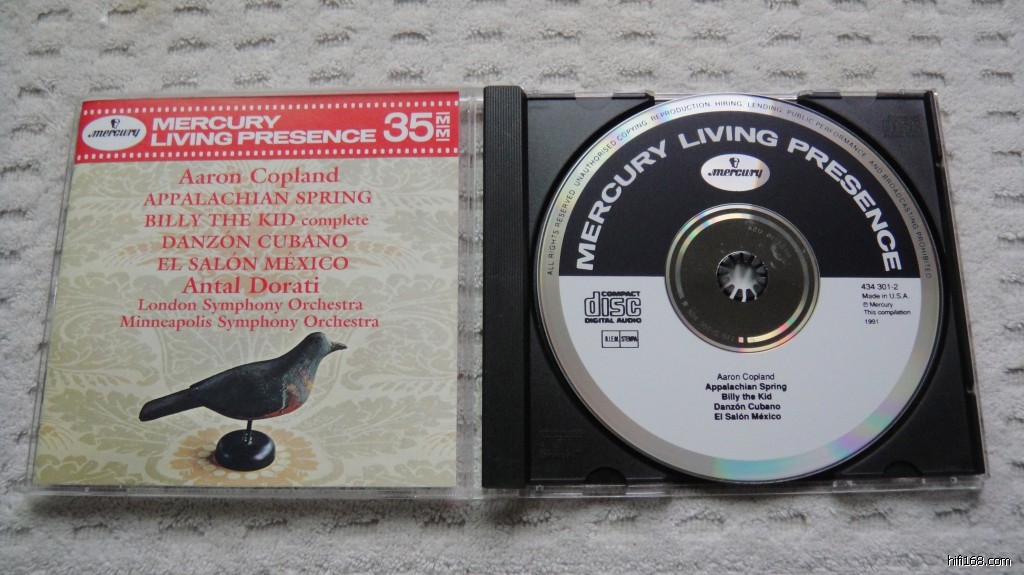 mercury
MERCURY
LIVING PRESENCE
35 MM
Aaron Copland
APPALACHIAN SPRING
BILLY THE KID complete
DANZÓN CUBANO
EL SALÓN MÉXICO
Antal Dorati
London Symphony Orchestra
Minneapolis Symphony Orchestra
ALL RIGHTS RESERVED. UNAUTHORISED COPYING, REPRODUCTION, HIRING, LENDING, PUBLIC PERFORMANCE AND BROADCASTING PROHIBITED
MERCURY LIVING PRESENCE
mercury
COMPACT
disc
DIGITAL AUDIO
B.I.E.M. STEMRA
434 301-2
Made in U.S.A.
℗ Mercury
This compilation
1991
Aaron Copland
Appalachian Spring
Billy the Kid
Danzón Cubano
El Salón México
hifi168.com